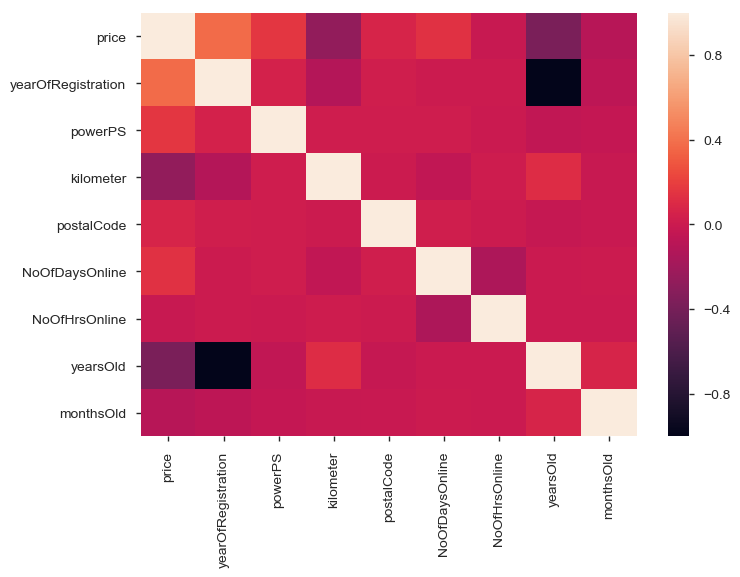 price
yearOfRegistration
powerPS
kilometer
postalCode
NoOfDaysOnline
NoOfHrsOnline
yearsOld
monthsOld
0.8
0.4
0.0
−0.4
−0.8
price
yearOfRegistration
powerPS
kilometer
postalCode
NoOfDaysOnline
NoOfHrsOnline
yearsOld
monthsOld